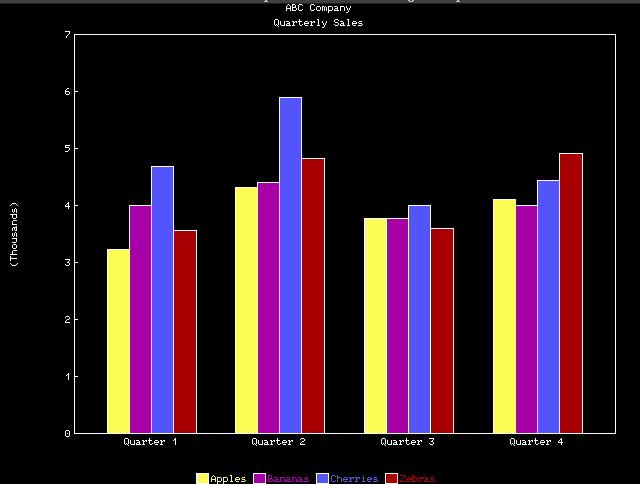 ABC Company
Quarterly Sales
7
6
5
4
(Thousands)
3
2
1
0
Quarter 1 Quarter 2 Quarter 3 Quarter 4
Apples Bananas Cherries Zebras